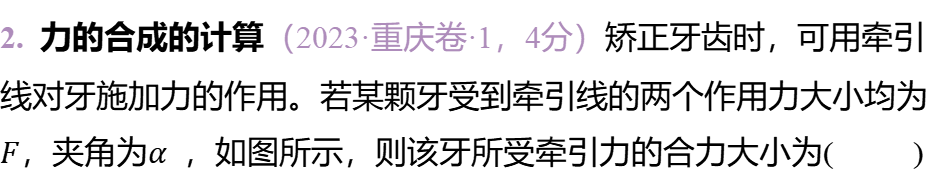 2. 力的合成的计算（2023·重庆卷·1，4分）矫正牙齿时，可用牵引
线对牙施加力的作用。若某颗牙受到牵引线的两个作用力大小均为
F，夹角为α ，如图所示，则该牙所受牵引力的合力大小为(　　)